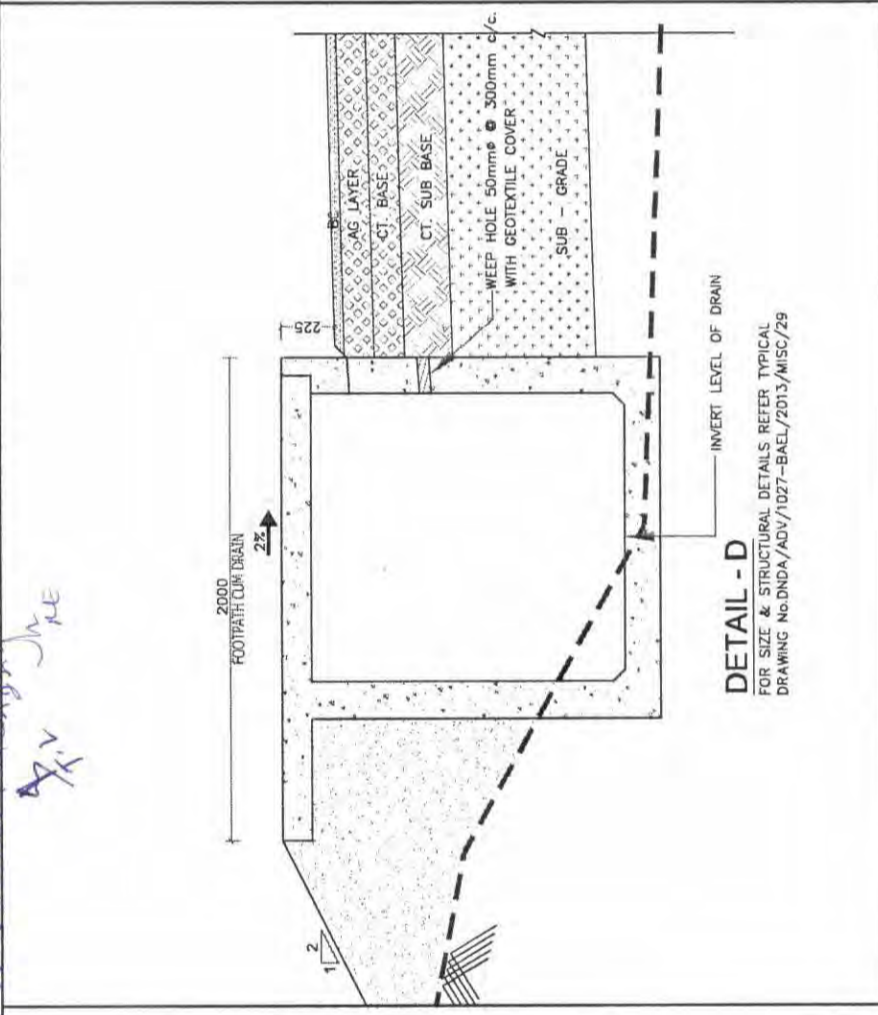 2000
FOOTPATH CUM DRAIN
2%
225
BC
AG LAYER
CT. BASE
CT. SUB BASE
WEEP HOLE 50mmΦ @ 300mm c/c.
WITH GEOTEXTILE COVER
SUB - GRADE
2
1
INVERT LEVEL OF DRAIN
DETAIL - D
FOR SIZE & STRUCTURAL DETAILS REFER TYPICAL
DRAWING No.DNDA/ADV/1027-BAEL/2013/MISC/29